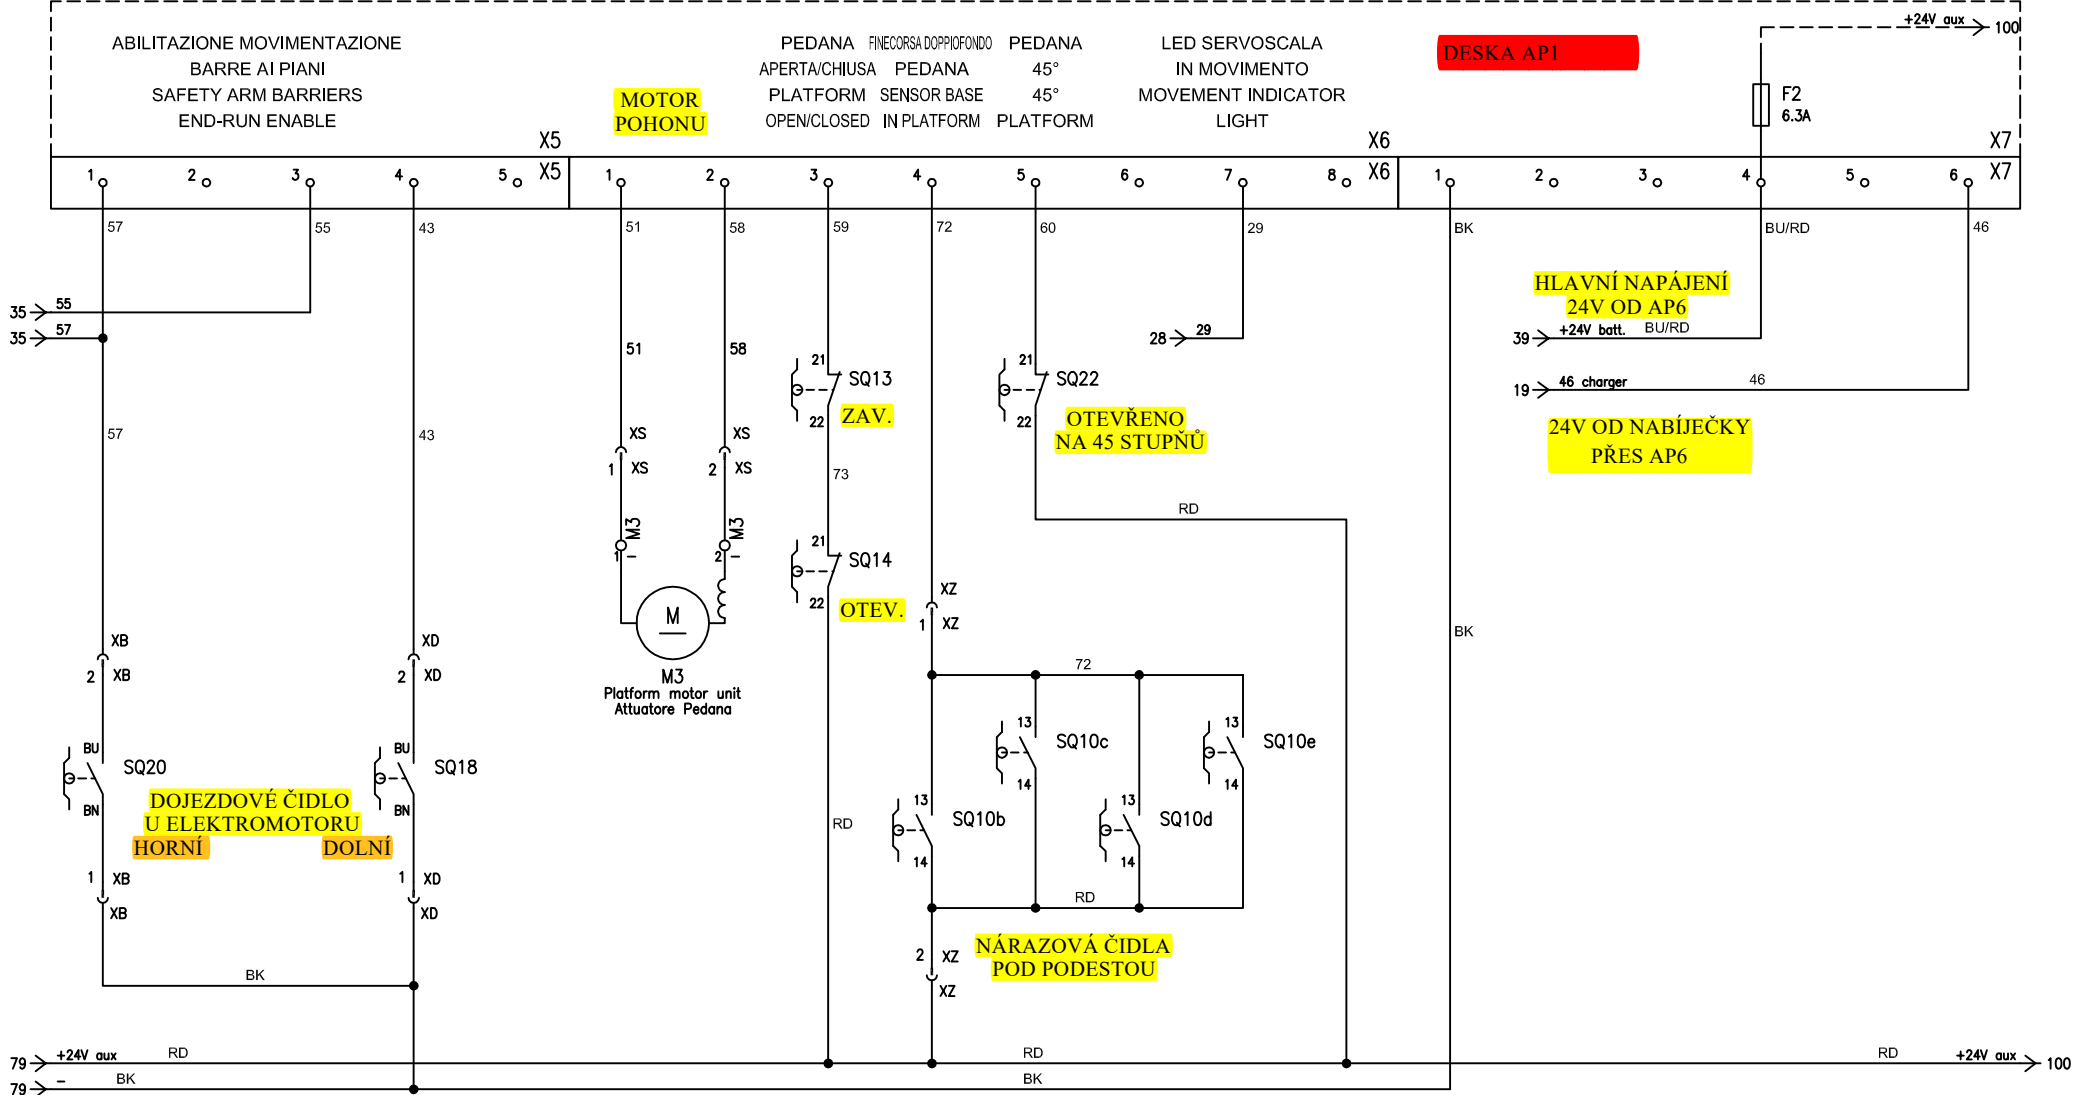 +24V aux
100
ABILITAZIONE MOVIMENTAZIONE
BARRE AI PIANI
SAFETY ARM BARRIERS
END-RUN ENABLE
MOTOR
POHONU
PEDANA FINECORSA DOPPIOFONDO PEDANA
APERTA/CHIUSA PEDANA 45°
PLATFORM SENSOR BASE 45°
OPEN/CLOSED IN PLATFORM PLATFORM
LED SERVOSCALA
IN MOVIMENTO
MOVEMENT INDICATOR
LIGHT
DESKA AP1
F2
6.3A
X5 X6 X7
1 2 3 4 5 X5 1 2 3 4 5 6 7 8 X6 1 2 3 4 5 6 X7
57 55 43 51 58 59 72 60 29 BK BU/RD 46
HLAVNÍ NAPÁJENÍ
24V OD AP6
35 55
35 57
28 29
39 +24V batt. BU/RD
51 58
21 SQ13
22 ZAV.
21 SQ22
22 OTEVŘENO
NA 45 STUPŇŮ
19 46 charger 46
24V OD NABÍJEČKY
PŘES AP6
57 43
XS XS
1 XS 2 XS
73
RD
M3 M3
1 - 2 -
21 SQ14
22 OTEV.
M
M3
Platform motor unit
Attuatore Pedana
XZ
1 XZ
BK
XB XD
2 XB 2 XD
72
13 SQ10c
14
13 SQ10e
14
BU SQ20
BN
BU SQ18
BN
DOJEZDOVÉ ČIDLO
U ELEKTROMOTORU
HORNÍ DOLNÍ
RD
13 SQ10b
14
13 SQ10d
14
1 XB 1 XD
XB XD
RD
NÁRAZOVÁ ČIDLA
POD PODESTOU
2 XZ
XZ
BK
79 +24V aux RD RD RD +24V aux 100
79 - BK BK